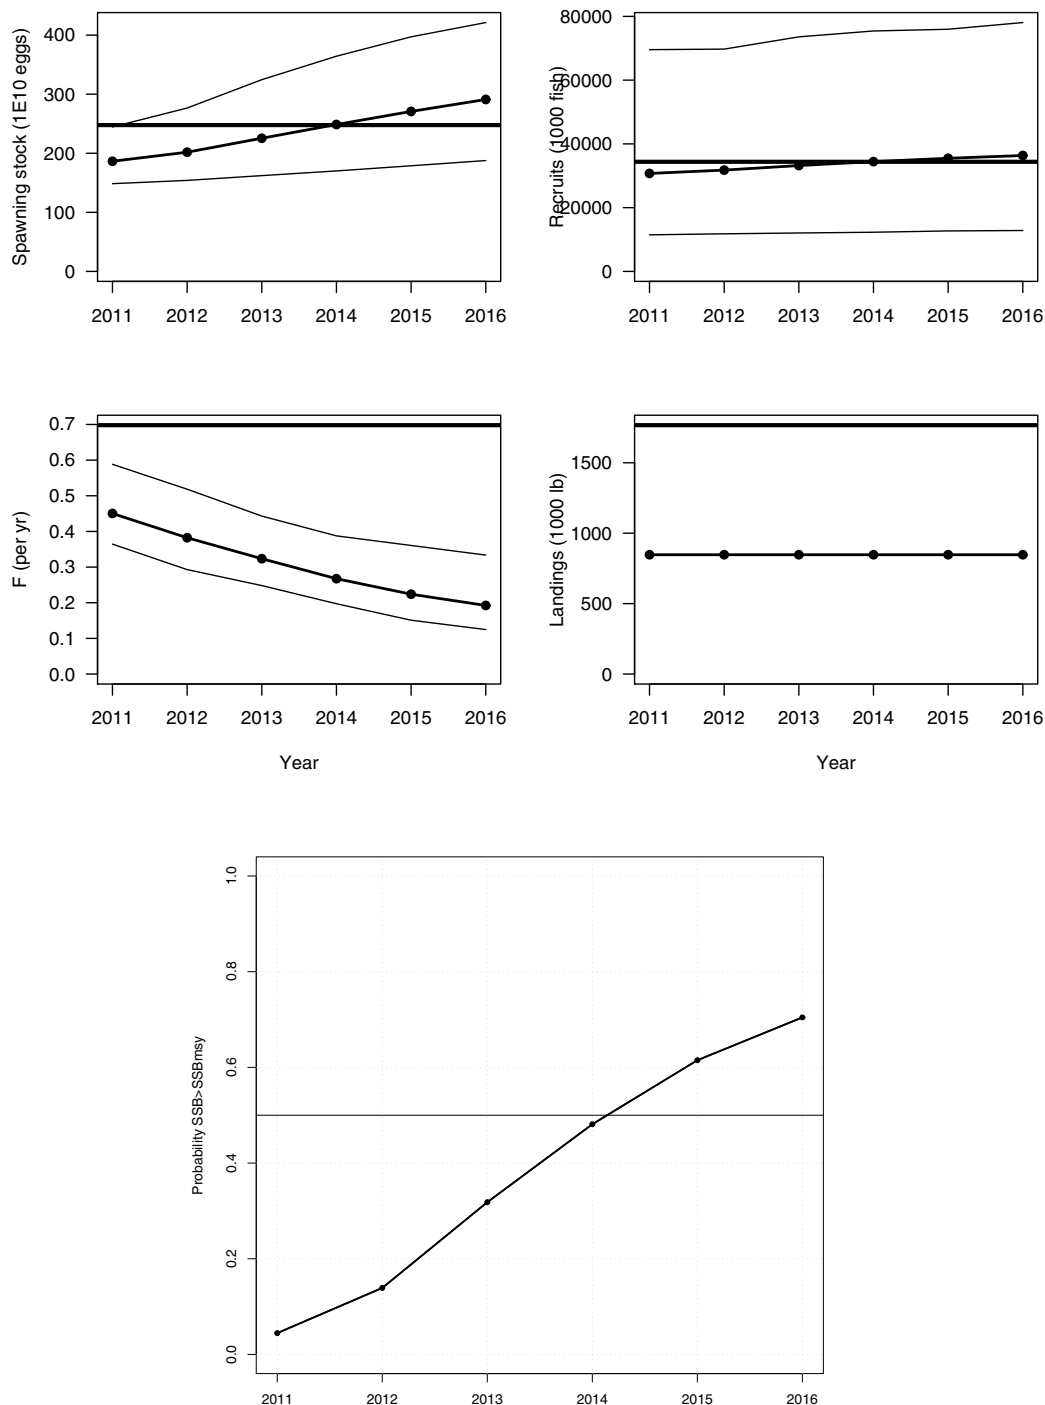 Spawning stock (1E10 eggs)
400
300
200
100
0
2011 2012 2013 2014 2015 2016
Recruits (1000 fish)
80000
60000
40000
20000
0
2011 2012 2013 2014 2015 2016
F (per yr)
0.7
0.6
0.5
0.4
0.3
0.2
0.1
0.0
2011 2012 2013 2014 2015 2016
Year
Landings (1000 lb)
1500
1000
500
0
2011 2012 2013 2014 2015 2016
Year
Probability SSB>SSBmsy
1.0
0.8
0.6
0.4
0.2
0.0
2011 2012 2013 2014 2015 2016